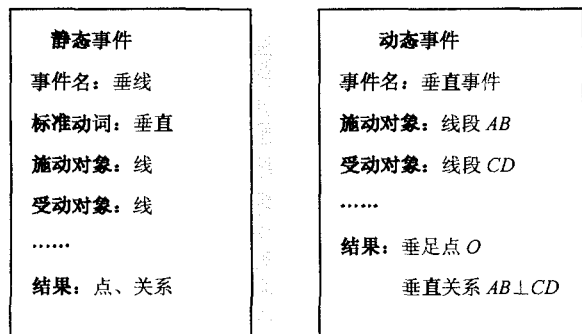 静态事件
事件名：垂线
标准动词：垂直
施动对象：线
受动对象：线
……
结果：点、关系
动态事件
事件名：垂直事件
施动对象：线段 AB
受动对象：线段 CD
……
结果：垂足点 O
垂直关系 AB⊥CD